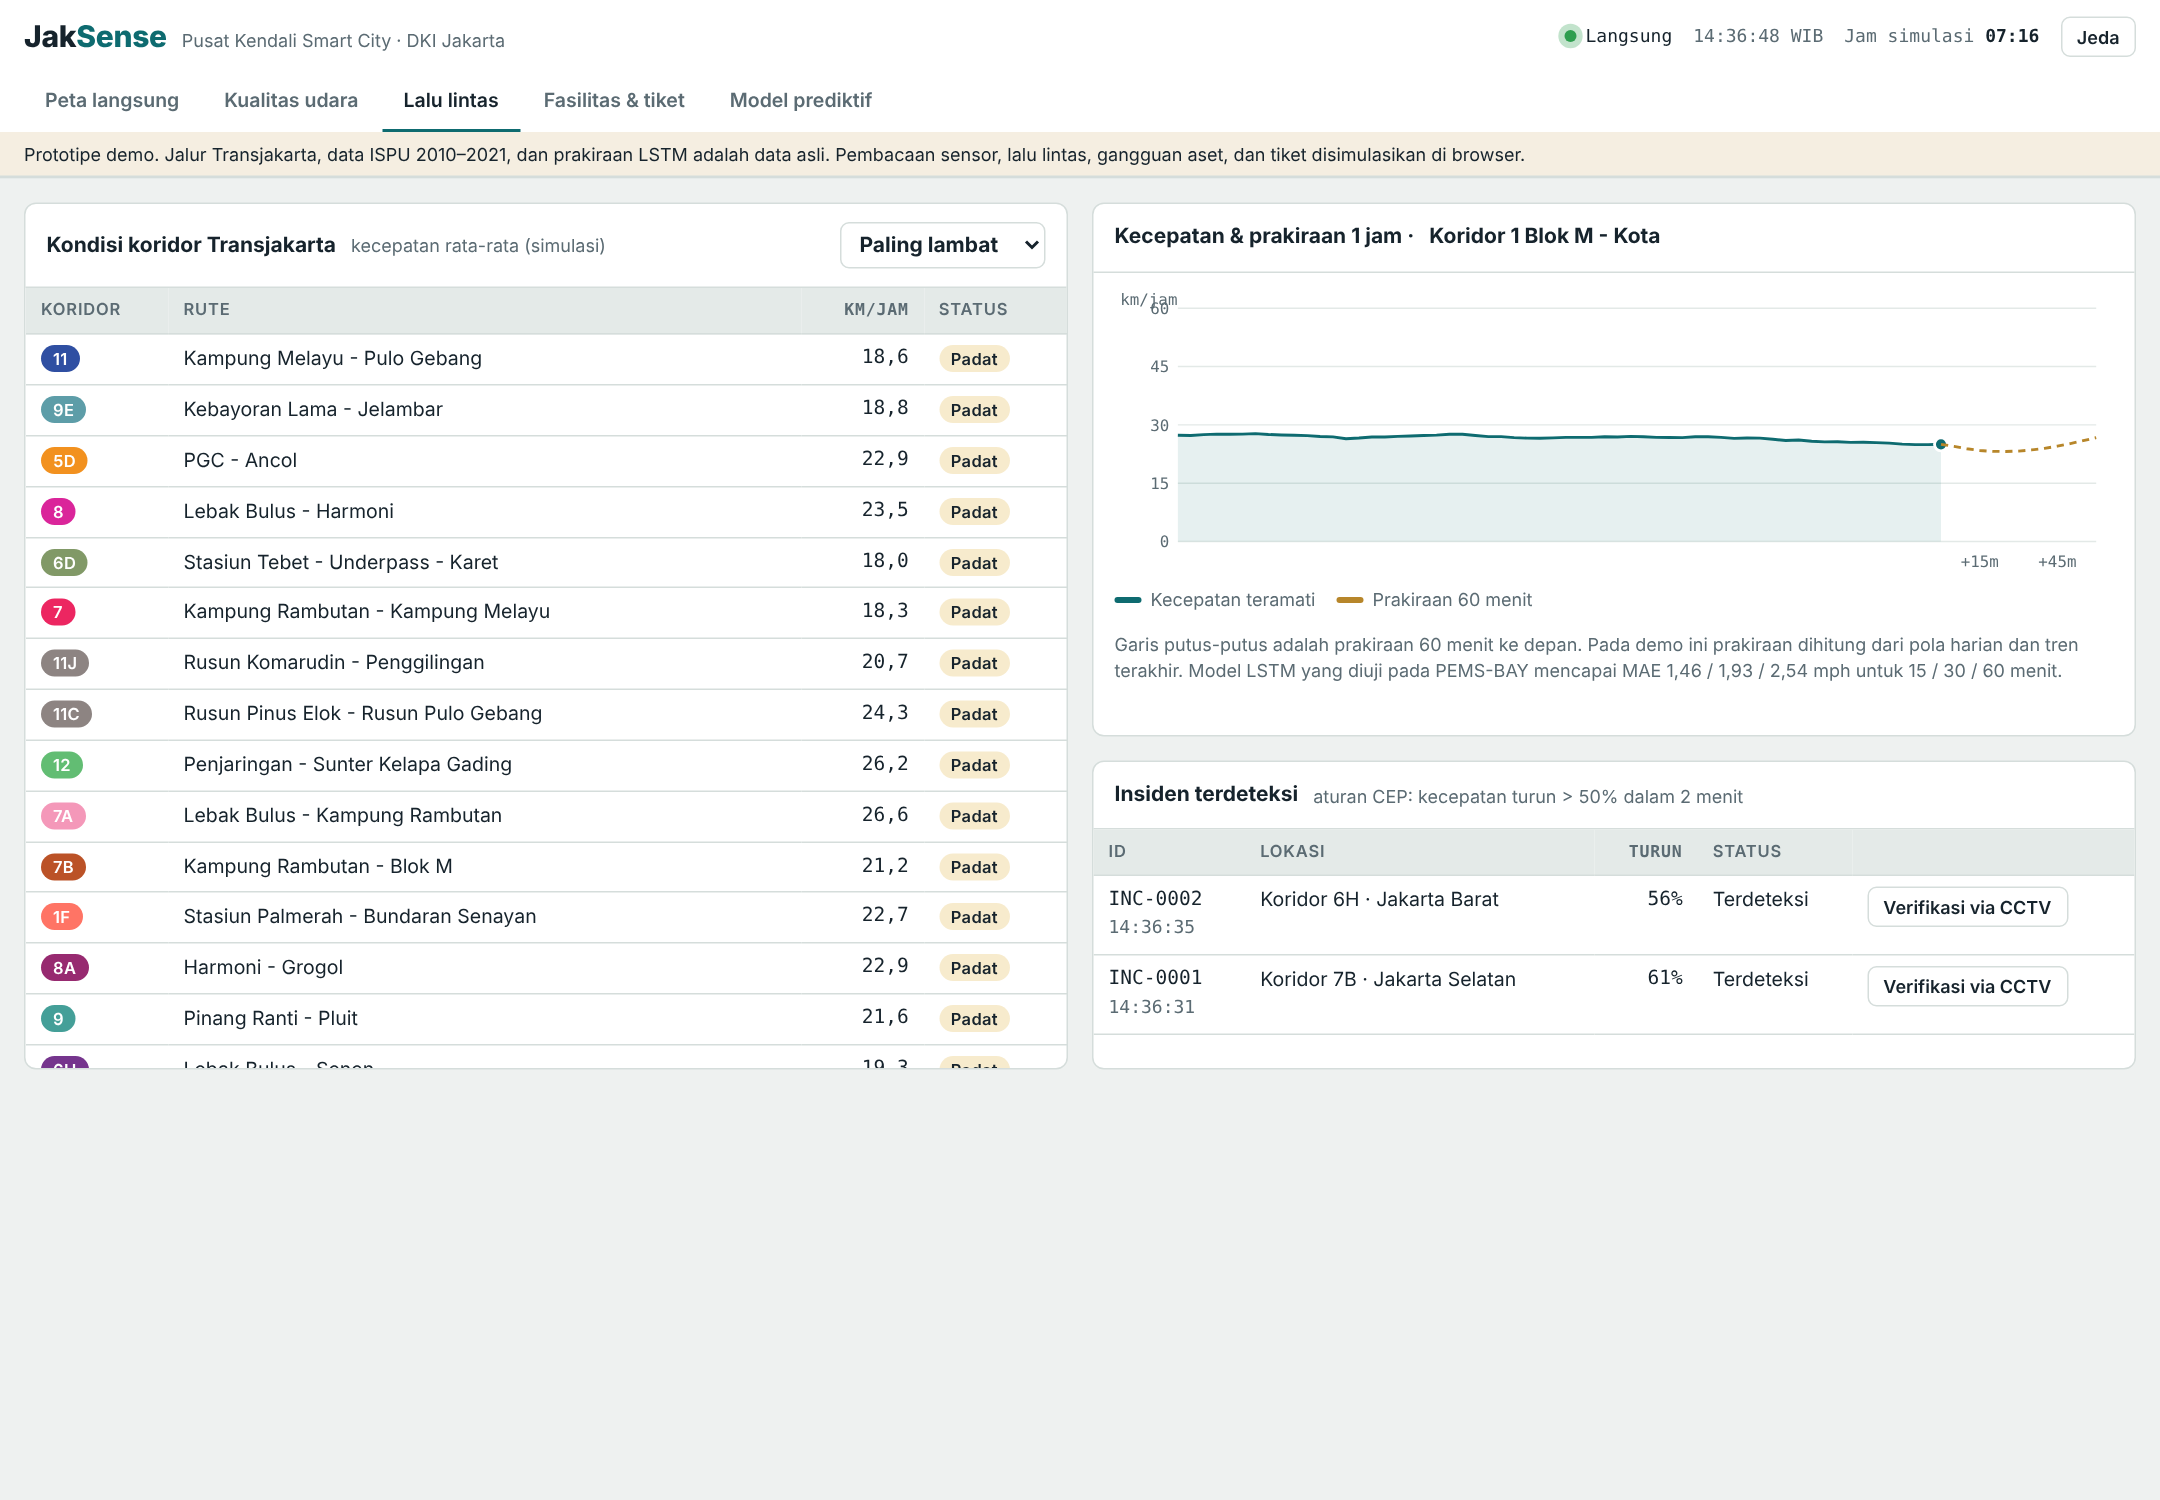 JakSense Pusat Kendali Smart City · DKI Jakarta
Langsung 14:36:48 WIB Jam simulasi 07:16 Jeda
Peta langsung Kualitas udara Lalu lintas Fasilitas & tiket Model prediktif
Prototipe demo. Jalur Transjakarta, data ISPU 2010–2021, dan prakiraan LSTM adalah data asli. Pembacaan sensor, lalu lintas, gangguan aset, dan tiket disimulasikan di browser.
Kondisi koridor Transjakarta kecepatan rata-rata (simulasi) Paling lambat
KORIDOR RUTE KM/JAM STATUS
11 Kampung Melayu - Pulo Gebang 18,6 Padat
9E Kebayoran Lama - Jelambar 18,8 Padat
5D PGC - Ancol 22,9 Padat
8 Lebak Bulus - Harmoni 23,5 Padat
6D Stasiun Tebet - Underpass - Karet 18,0 Padat
7 Kampung Rambutan - Kampung Melayu 18,3 Padat
11J Rusun Komarudin - Penggilingan 20,7 Padat
11C Rusun Pinus Elok - Rusun Pulo Gebang 24,3 Padat
12 Penjaringan - Sunter Kelapa Gading 26,2 Padat
7A Lebak Bulus - Kampung Rambutan 26,6 Padat
7B Kampung Rambutan - Blok M 21,2 Padat
1F Stasiun Palmerah - Bundaran Senayan 22,7 Padat
8A Harmoni - Grogol 22,9 Padat
9 Pinang Ranti - Pluit 21,6 Padat
Lebak Bulus - Senen 19,3 Padat
Kecepatan & prakiraan 1 jam · Koridor 1 Blok M - Kota
km/jam
60
45
30
15
0
+15m +45m
Kecepatan teramati Prakiraan 60 menit
Garis putus-putus adalah prakiraan 60 menit ke depan. Pada demo ini prakiraan dihitung dari pola harian dan tren
terakhir. Model LSTM yang diuji pada PEMS-BAY mencapai MAE 1,46 / 1,93 / 2,54 mph untuk 15 / 30 / 60 menit.
Insiden terdeteksi aturan CEP: kecepatan turun > 50% dalam 2 menit
ID LOKASI TURUN STATUS
INC-0002 Koridor 6H · Jakarta Barat 56% Terdeteksi Verifikasi via CCTV
14:36:35
INC-0001 Koridor 7B · Jakarta Selatan 61% Terdeteksi Verifikasi via CCTV
14:36:31